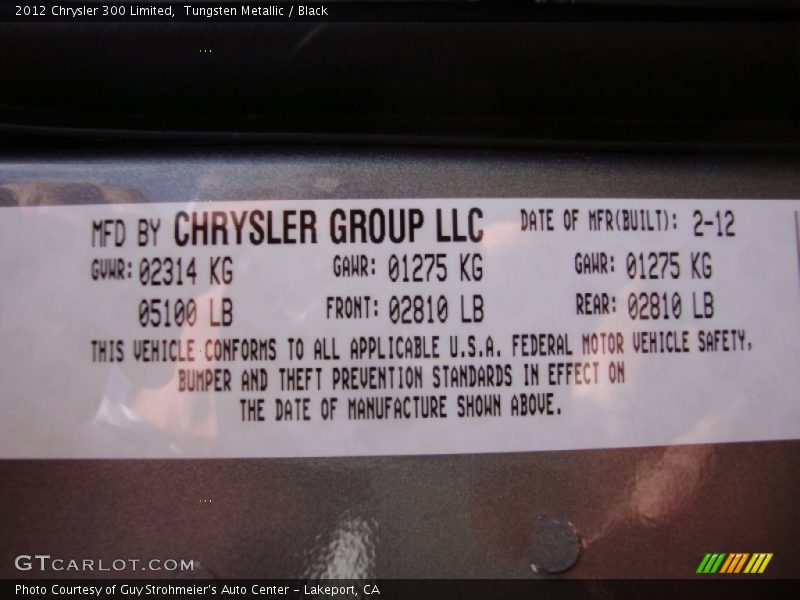 2012 Chrysler 300 Limited, Tungsten Metallic / Black
MFD BY CHRYSLER GROUP LLC DATE OF MFR(BUILT): 2-12
GVWR: 02314 KG GAWR: 01275 KG GAWR: 01275 KG
05100 LB FRONT: 02810 LB REAR: 02810 LB
THIS VEHICLE CONFORMS TO ALL APPLICABLE U.S.A. FEDERAL MOTOR VEHICLE SAFETY,
BUMPER AND THEFT PREVENTION STANDARDS IN EFFECT ON
THE DATE OF MANUFACTURE SHOWN ABOVE.
GTCARLOT.COM
Photo Courtesy of Guy Strohmeier's Auto Center - Lakeport, CA